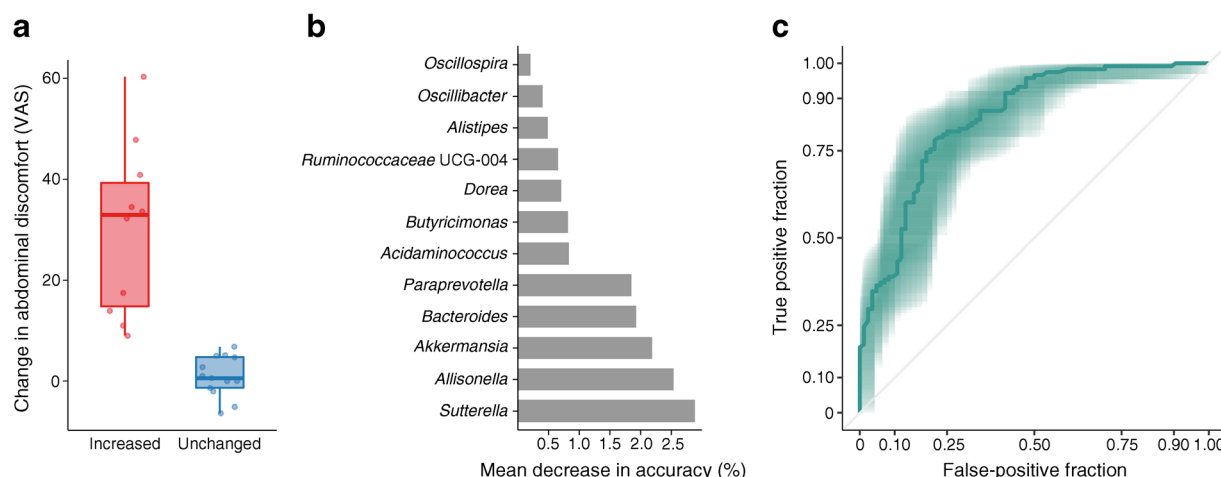 a
Change in abdominal discomfort (VAS)
60
40
20
0
Increased
Unchanged
b
Oscillospira
Oscillibacter
Alistipes
Ruminococcaceae UCG-004
Dorea
Butyricimonas
Acidaminococcus
Paraprevotella
Bacteroides
Akkermansia
Allisonella
Sutterella
0.5 1.0 1.5 2.0 2.5
Mean decrease in accuracy (%)
c
True positive fraction
1.00
0.90
0.75
0.50
0.25
0.10
0
0 0.10 0.25 0.50 0.75 0.90 1.00
False-positive fraction